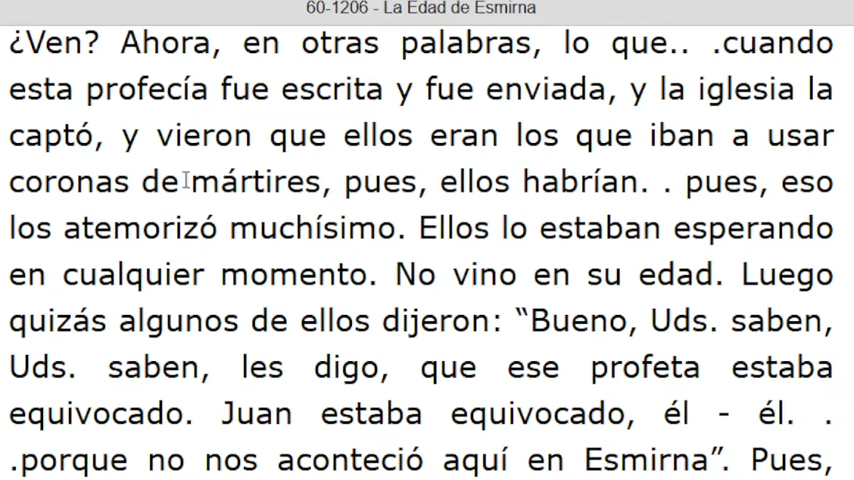 60-1206 - La Edad de Esmirna
¿Ven? Ahora, en otras palabras, lo que.. .cuando
esta profecía fue escrita y fue enviada, y la iglesia la
captó, y vieron que ellos eran los que iban a usar
coronas de mártires, pues, ellos habrían. . pues, eso
los atemorizó muchísimo. Ellos lo estaban esperando
en cualquier momento. No vino en su edad. Luego
quizás algunos de ellos dijeron: “Bueno, Uds. saben,
Uds. saben, les digo, que ese profeta estaba
equivocado. Juan estaba equivocado, él - él. .
.porque no nos aconteció aquí en Esmirna”. Pues,